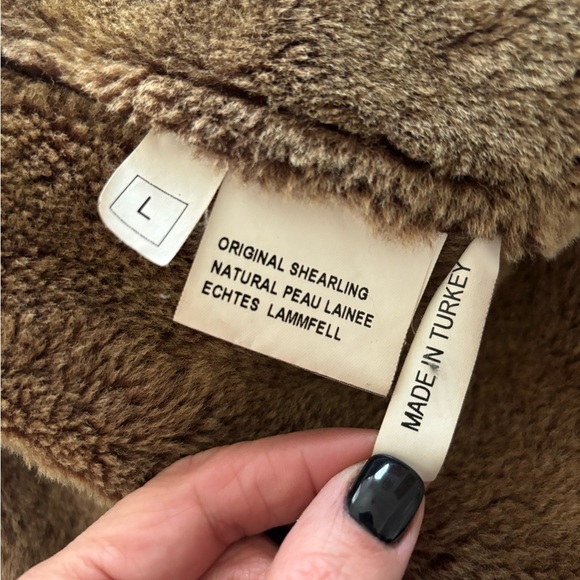 L
ORIGINAL SHEARLING
NATURAL PEAU LAINEE
ECHTES LAMMFELL
MADE IN TURKEY